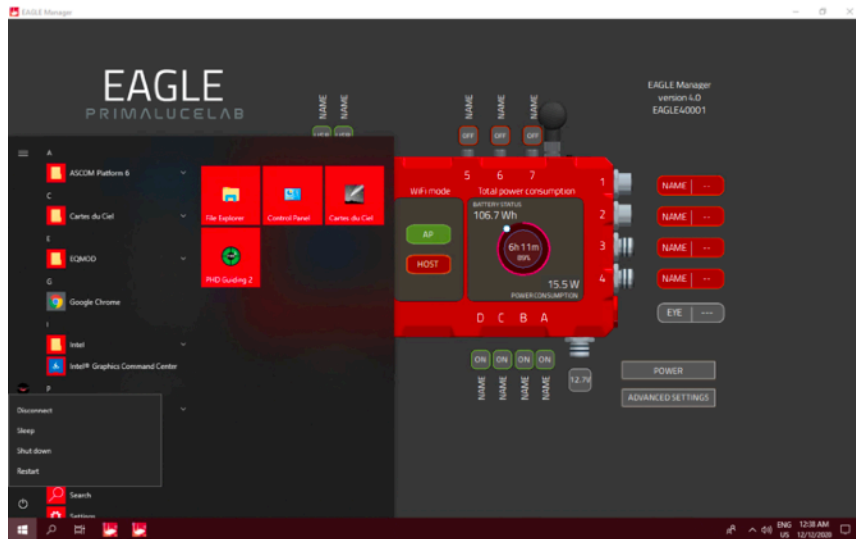 EAGLE Manager
EAGLE
PRIMALUCELAB
NAME
NAME
USB
USB
NAME
NAME
NAME
OFF
OFF
OFF
EAGLE Manager
version 4.0
EAGLE40001
5 6 7
WiFi mode
AP
HOST
Total power consumption
BATTERY STATUS
106.7 Wh
6h 11m
89%
15.5 W
POWER CONSUMPTION
1
2
3
4
NAME --
NAME --
NAME --
NAME --
EYE ---
D C B A
ON ON ON ON
NAME
NAME
NAME
NAME
12.7V
POWER
ADVANCED SETTINGS
A
ASCOM Platform 6
C
Cartes du Ciel
E
EQMOD
G
Google Chrome
I
Intel
Intel® Graphics Command Center
P
File Explorer
Control Panel
Cartes du Ciel
PHD Guiding 2
Disconnect
Sleep
Shut down
Restart
Search
Settings
ENG
US
12:38 AM
12/12/2020